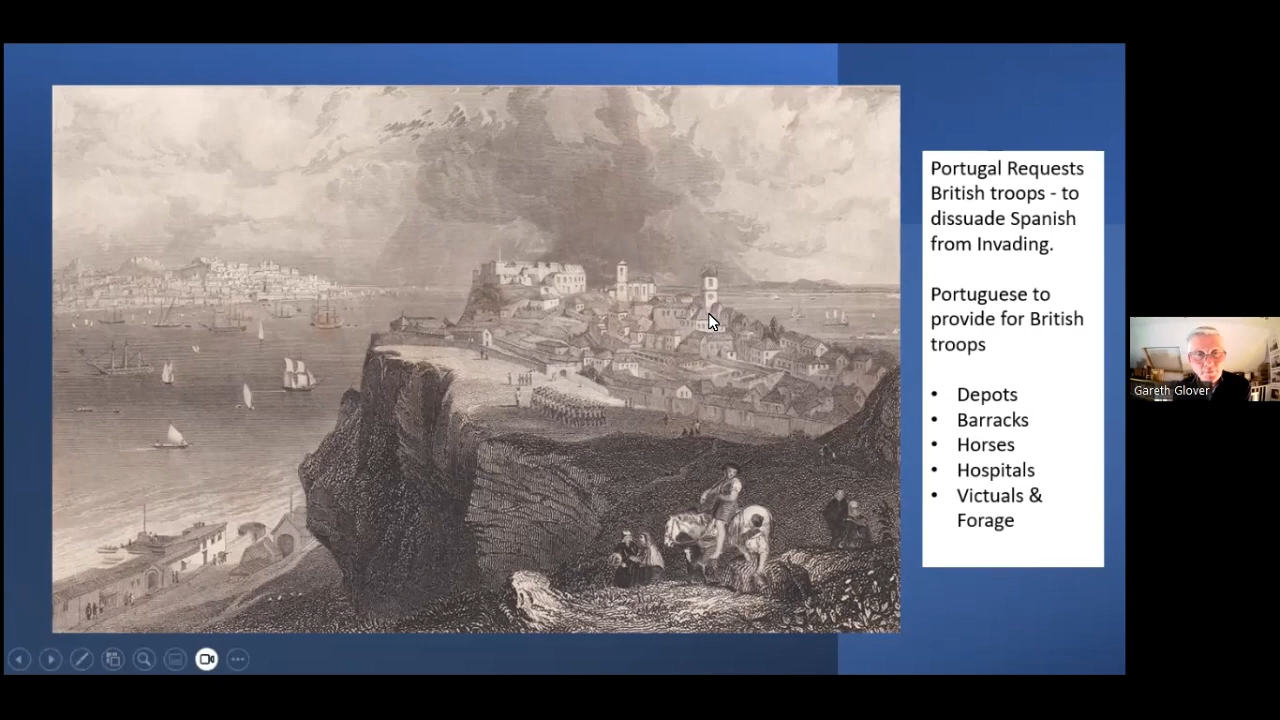 Portugal Requests
British troops - to
dissuade Spanish
from Invading.
Portuguese to
provide for British
troops
• Depots
• Barracks
• Horses
• Hospitals
• Victuals &
Forage
Gareth Glover